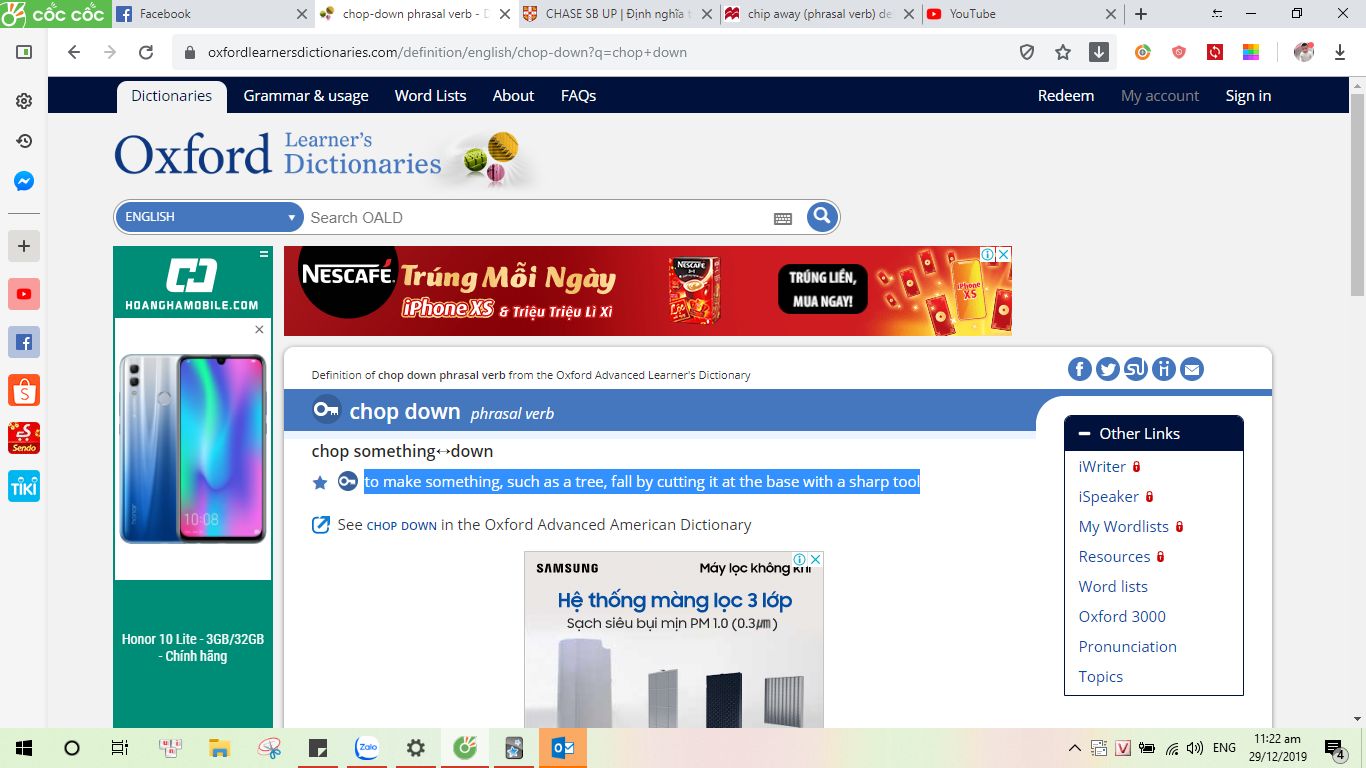 cốc cốc
Facebook
chop-down phrasal verb - D
CHASE SB UP | Định nghĩa t
chip away (phrasal verb) de
YouTube
oxfordlearnersdictionaries.com/definition/english/chop-down?q=chop+down
Dictionaries
Grammar & usage
Word Lists
About
FAQs
Redeem
My account
Sign in
Oxford
Learner's
Dictionaries
ENGLISH
Search OALD
HOANGHAMOBILE.COM
10:08
honor
Honor 10 Lite - 3GB/32GB
- Chính hãng
NESCAFÉ.
Trúng Mỗi Ngày
iPhone XS & Triệu Triệu Lì Xì
NESCAFÉ
TRÚNG LIỀN,
MUA NGAY!
iPhone
XS
Definition of chop down phrasal verb from the Oxford Advanced Learner's Dictionary
chop down phrasal verb
chop something↔down
to make something, such as a tree, fall by cutting it at the base with a sharp tool
See CHOP DOWN in the Oxford Advanced American Dictionary
SAMSUNG
Máy lọc không khí
Hệ thống màng lọc 3 lớp
Sạch siêu bụi mịn PM 1.0 (0.3㎛)
Other Links
iWriter
iSpeaker
My Wordlists
Resources
Word lists
Oxford 3000
Pronunciation
Topics
Sendo
TIKI
Zalo
V
ENG
11:22 am
29/12/2019
4